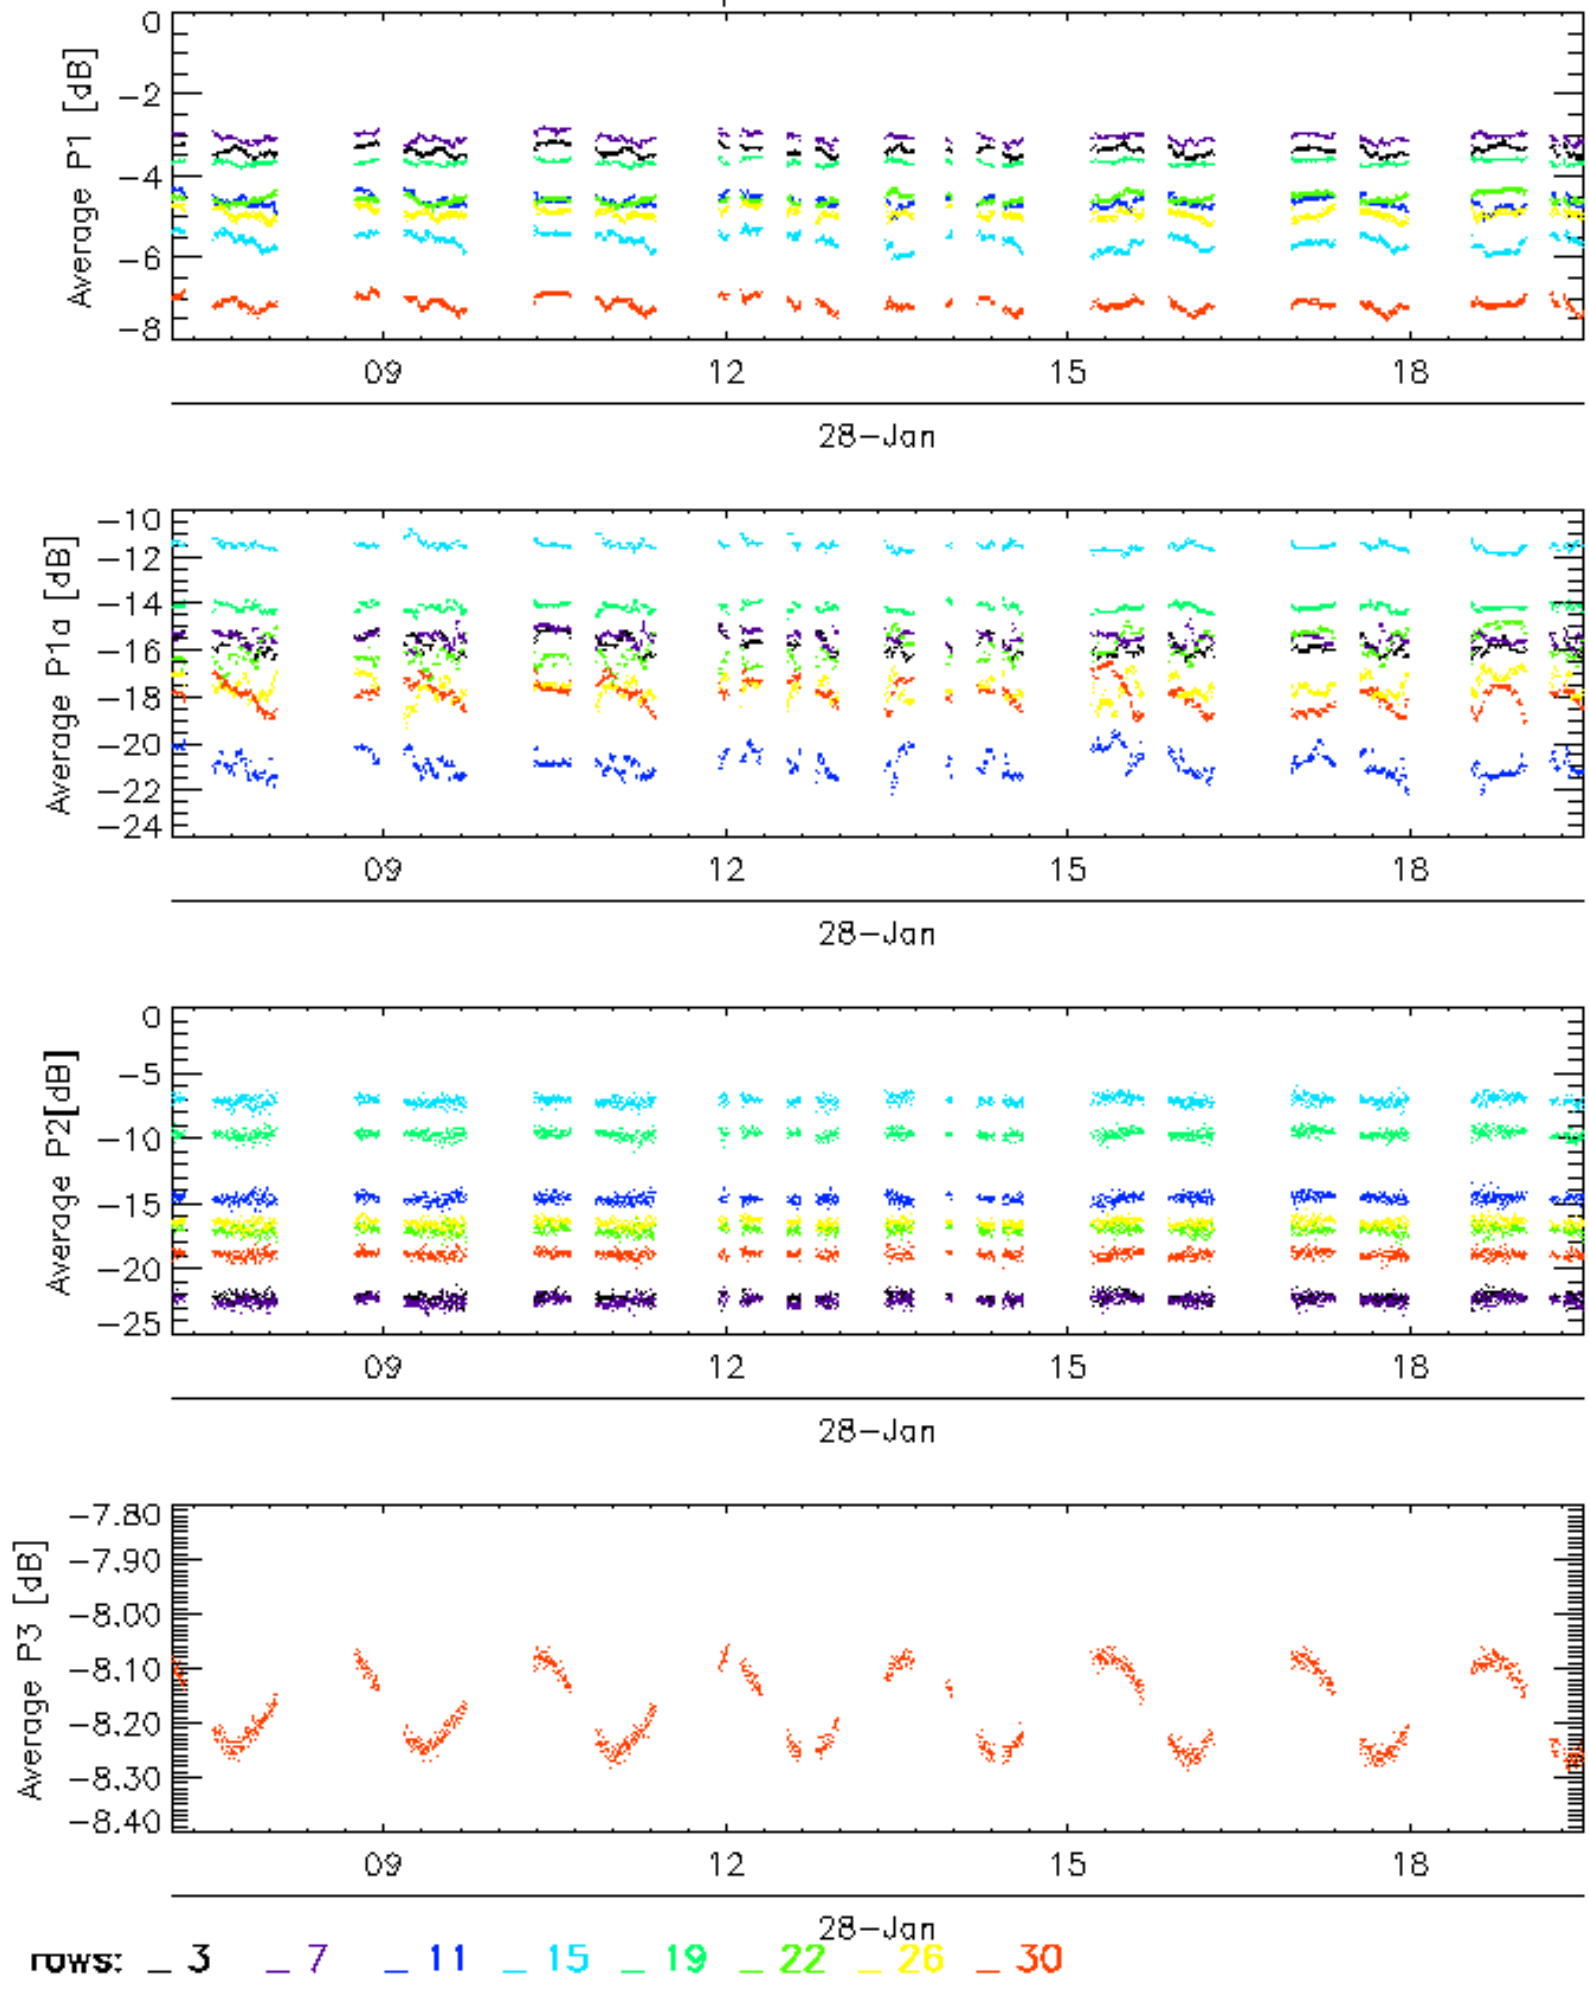 Average P1 [dB]
0
-2
-4
-6
-8
09 12 15 18
28-Jan
Average P1a [dB]
-10
-12
-14
-16
-18
-20
-22
-24
09 12 15 18
28-Jan
Average P2[dB]
0
-5
-10
-15
-20
-25
09 12 15 18
28-Jan
Average P3 [dB]
-7.80
-7.90
-8.00
-8.10
-8.20
-8.30
-8.40
09 12 15 18
28-Jan
rows: _ 3 _ 7 _ 11 _ 15 _ 19 _ 22 _ 26 _ 30